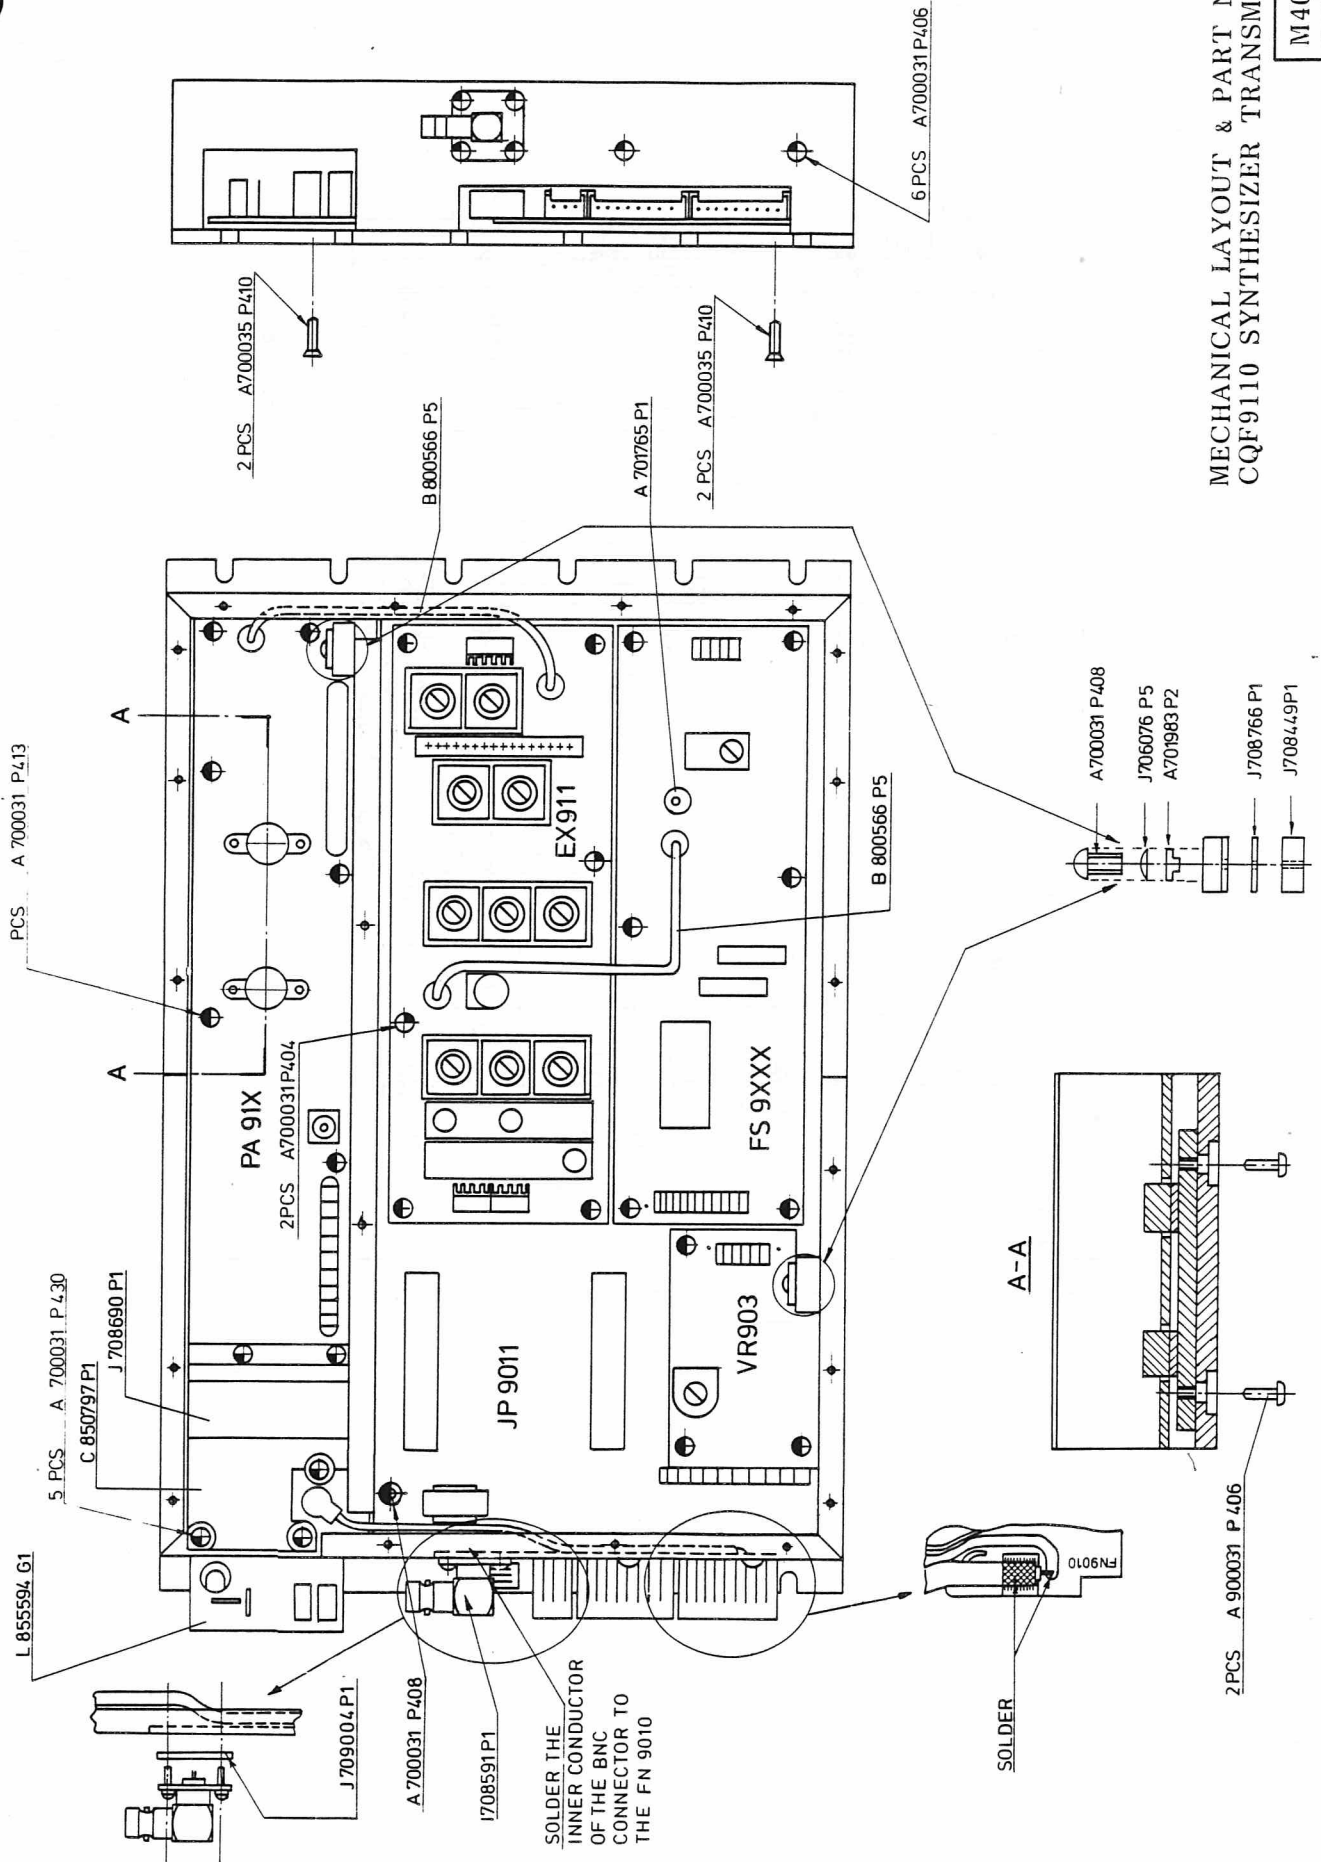 MECHANICAL LAYOUT & PART N
CQF9110 SYNTHESIZER TRANSM
M40
L 855594 G1
5 PCS A 700031 P 430
C 850797 P1
J 708690 P1
PCS A 700031 P413
A
A
PA 91X
2PCS A700031P404
JP 9011
EX911
FS 9XXX
VR903
B 800566 P5
A 701765 P1
B 800566 P5
2 PCS A700035 P410
2 PCS A700035 P410
6 PCS A700031 P406
J 709004 P1
A 700031 P408
1708591P1
SOLDER THE
INNER CONDUCTOR
OF THE BNC
CONNECTOR TO
THE FN 9010
SOLDER
FN9010
A-A
2PCS A 90031 P 406
A700031 P408
J706076 P5
A701983 P2
J708766 P1
J708449P1